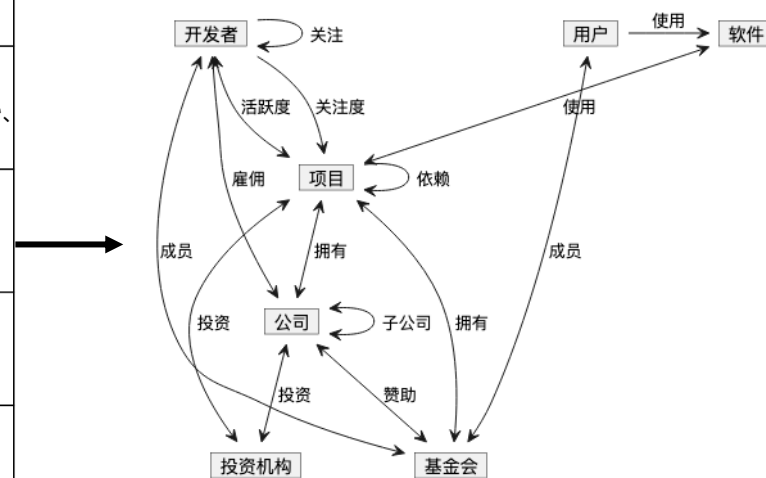 使用
开发者
关注
用户
软件
活跃度
关注度
使用
、
雇佣
项目
依赖
成员
拥有
成员
投资
公司
子公司
拥有
投资
赞助
投资机构
基金会